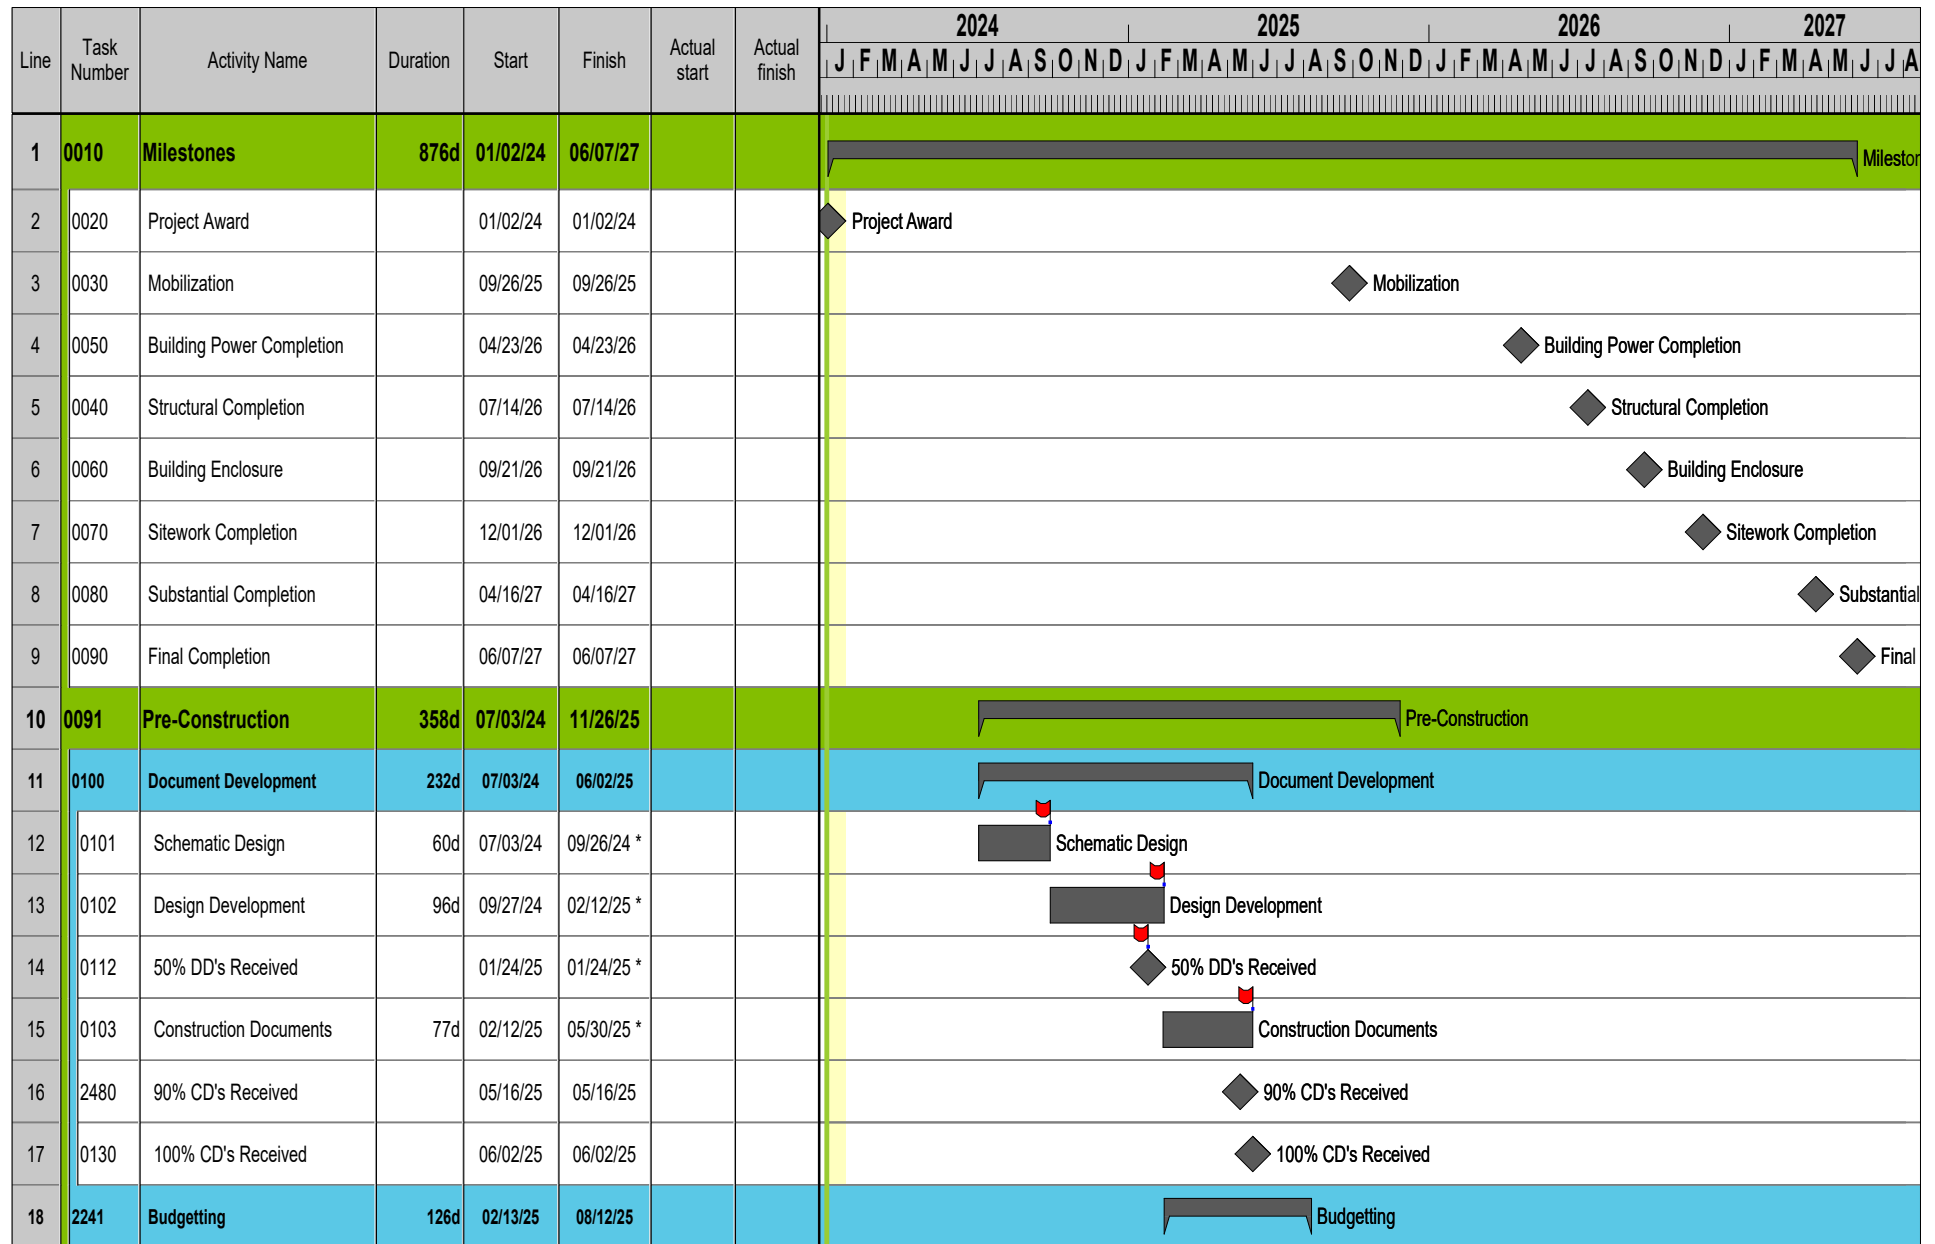 Line Task Number Activity Name Duration Start Finish Actual start Actual finish
2024 2025 2026 2027
J F M A M J J A S O N D J F M A M J J A S O N D J F M A M J J A S O N D J F M A M J J A
1 0010 Milestones 876d 01/02/24 06/07/27 Mileston
2 0020 Project Award 01/02/24 01/02/24 Project Award
3 0030 Mobilization 09/26/25 09/26/25 Mobilization
4 0050 Building Power Completion 04/23/26 04/23/26 Building Power Completion
5 0040 Structural Completion 07/14/26 07/14/26 Structural Completion
6 0060 Building Enclosure 09/21/26 09/21/26 Building Enclosure
7 0070 Sitework Completion 12/01/26 12/01/26 Sitework Completion
8 0080 Substantial Completion 04/16/27 04/16/27 Substantial
9 0090 Final Completion 06/07/27 06/07/27 Final
10 0091 Pre-Construction 358d 07/03/24 11/26/25 Pre-Construction
11 0100 Document Development 232d 07/03/24 06/02/25 Document Development
12 0101 Schematic Design 60d 07/03/24 09/26/24 * Schematic Design
13 0102 Design Development 96d 09/27/24 02/12/25 * Design Development
14 0112 50% DD's Received 01/24/25 01/24/25 * 50% DD's Received
15 0103 Construction Documents 77d 02/12/25 05/30/25 * Construction Documents
16 2480 90% CD's Received 05/16/25 05/16/25 90% CD's Received
17 0130 100% CD's Received 06/02/25 06/02/25 100% CD's Received
18 2241 Budgetting 126d 02/13/25 08/12/25 Budgetting